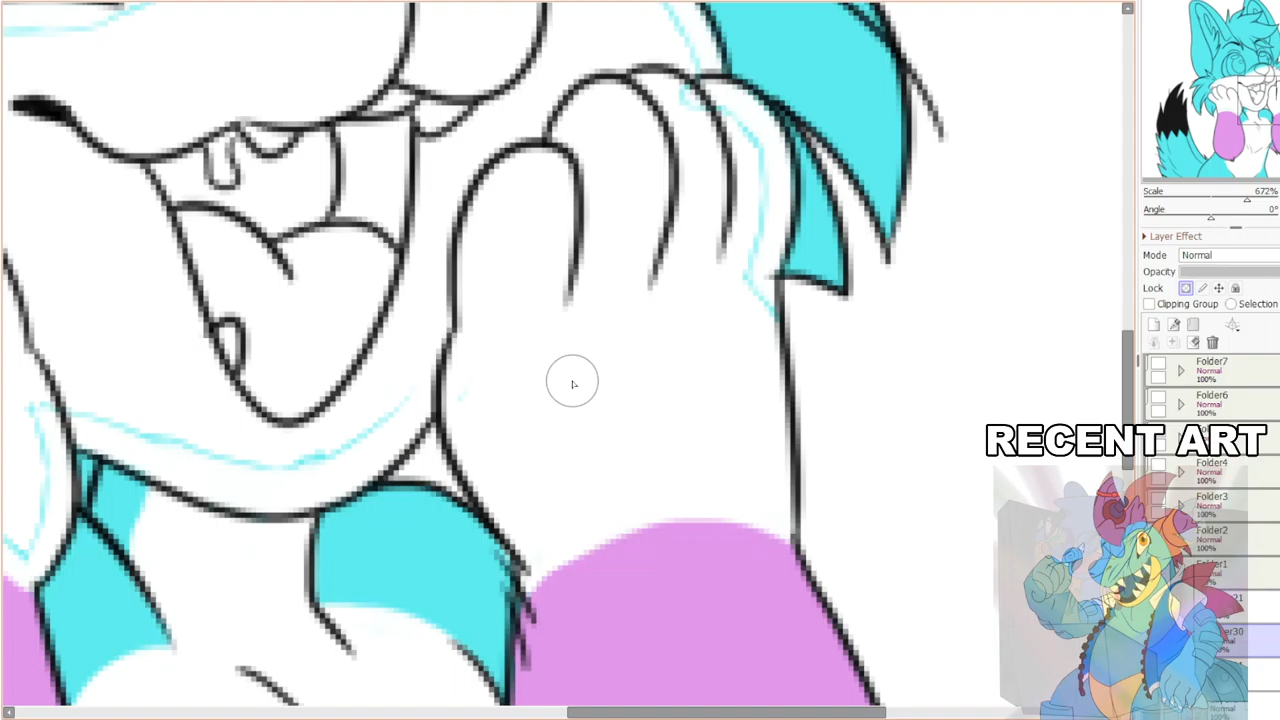 Scale 672%
Angle 0°
Layer Effect
Mode Normal
Opacity
Lock
Clipping Group Selection
Folder7
Normal
100%
Folder6
Normal
100%
RECENT ART
Folder4
Normal
100%
Folder3
Normal
100%
Folder2
Normal
100%
Normal
100%